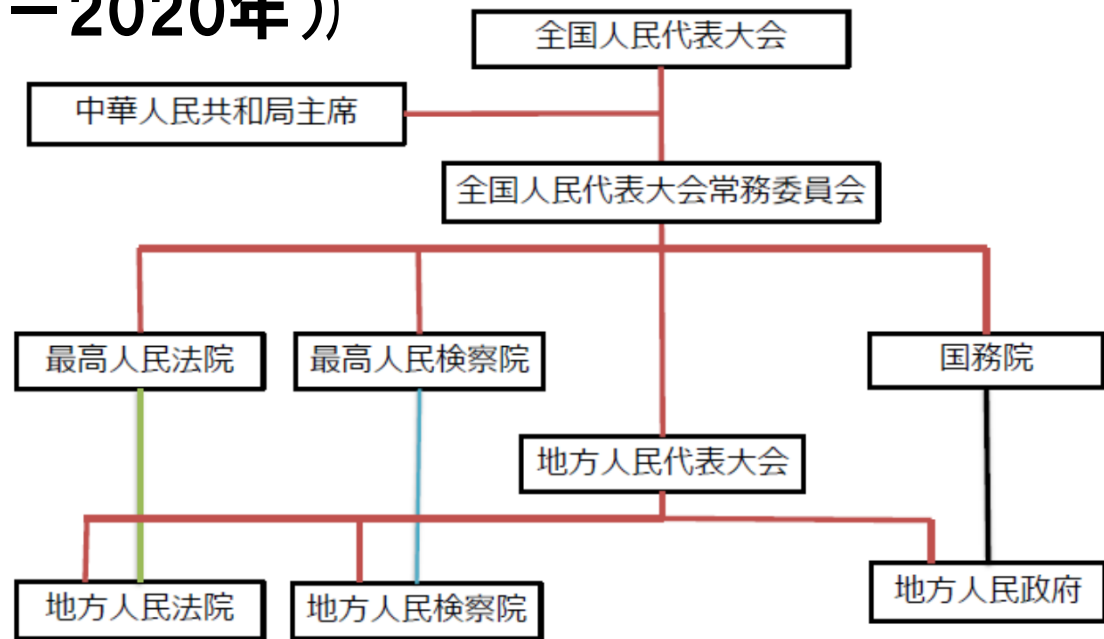 －2020年））
全国人民代表大会
中華人民共和局主席
全国人民代表大会常務委員会
最高人民法院
最高人民検察院
国務院
地方人民代表大会
地方人民法院
地方人民検察院
地方人民政府